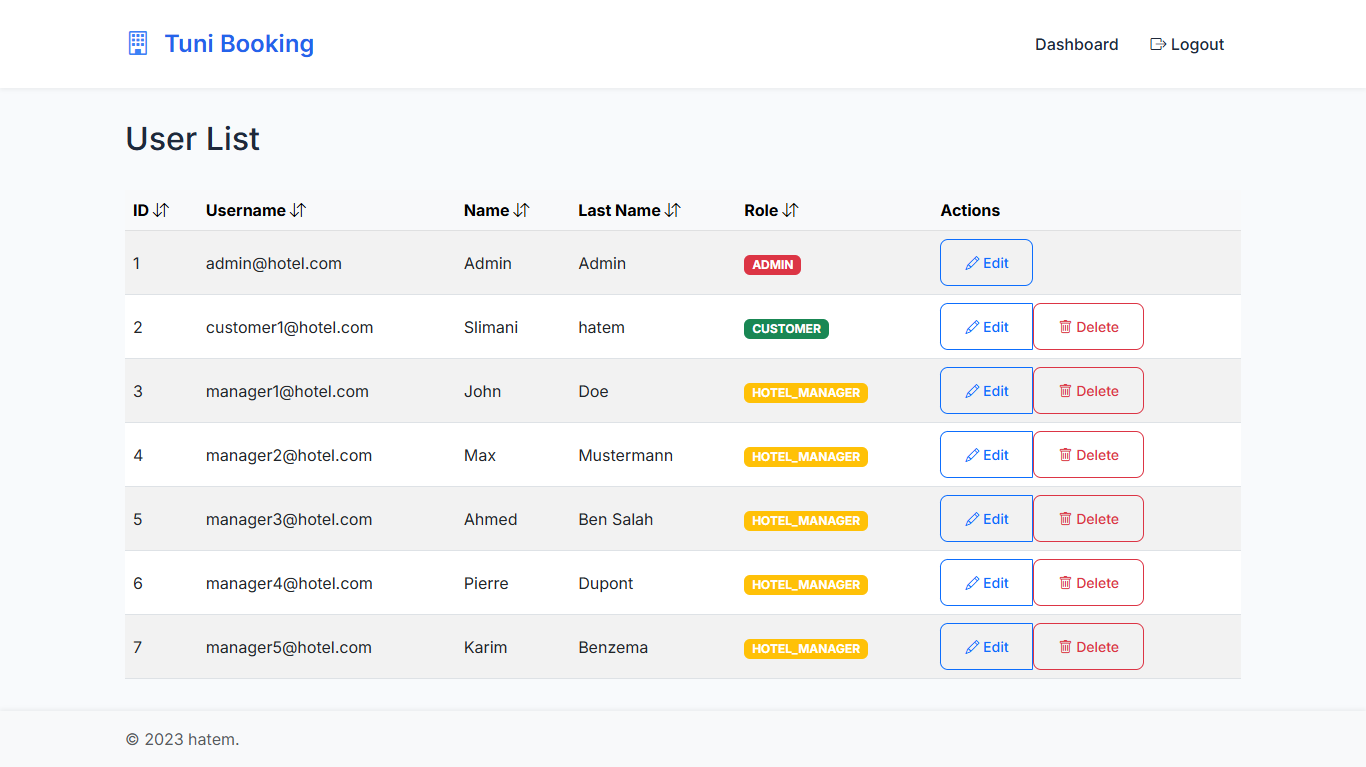 Tuni Booking
Dashboard Logout
User List
ID Username Name Last Name Role Actions
1 admin@hotel.com Admin Admin ADMIN Edit
2 customer1@hotel.com Slimani hatem CUSTOMER Edit Delete
3 manager1@hotel.com John Doe HOTEL_MANAGER Edit Delete
4 manager2@hotel.com Max Mustermann HOTEL_MANAGER Edit Delete
5 manager3@hotel.com Ahmed Ben Salah HOTEL_MANAGER Edit Delete
6 manager4@hotel.com Pierre Dupont HOTEL_MANAGER Edit Delete
7 manager5@hotel.com Karim Benzema HOTEL_MANAGER Edit Delete
© 2023 hatem.